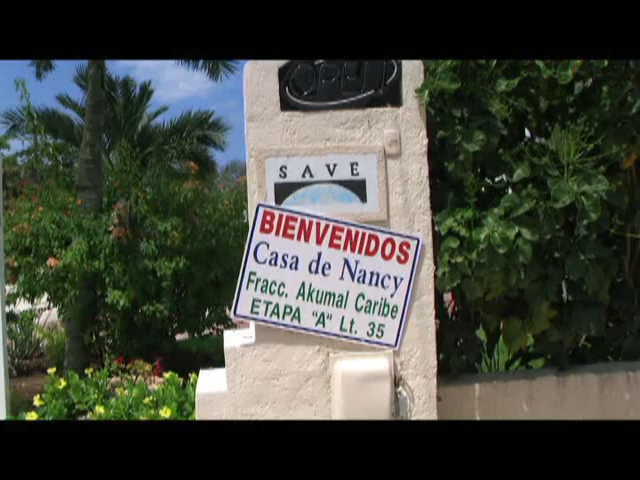 SAVE
BIENVENIDOS
Casa de Nancy
Fracc. Akumal Caribe
ETAPA "A" Lt. 35